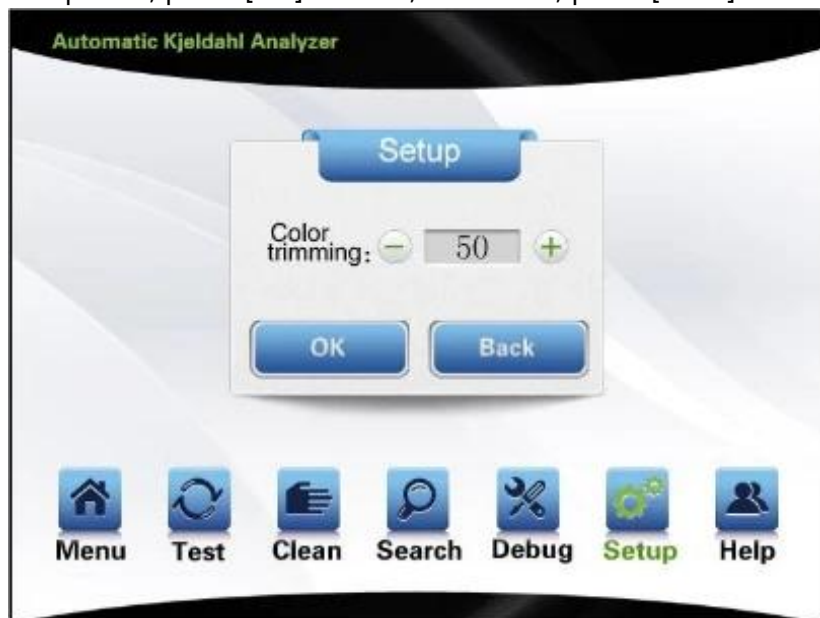 Automatic Kjeldahl Analyzer
Setup
Color
trimming:
50
OK
Back
Menu
Test
Clean
Search
Debug
Setup
Help